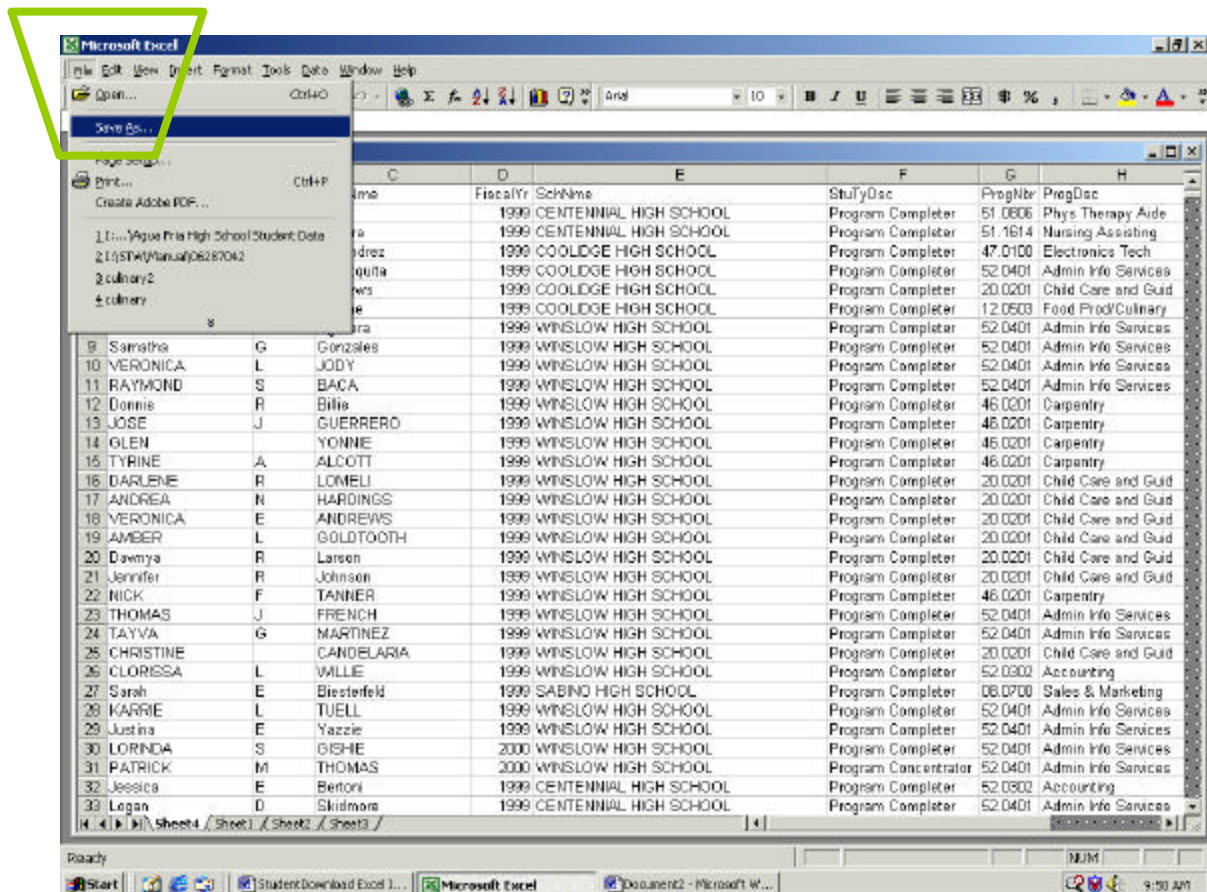 Microsoft Excel
File Edit View Insert Format Tools Data Window Help
Open... Ctrl+O Arial 10 B I U $ % ,
Save As...
Page Setup...
Print... Ctrl+P
Create Adobe PDF...
1 I:...\Agua Fria High School Student Data
2 I:\STW\Manual\06287042
3 culinary2
4 culinary
C D E F G H
FiscalYr SchNme StuTyDsc ProgNbr ProgDsc
1999 CENTENNIAL HIGH SCHOOL Program Completer 51.0806 Phys Therapy Aide
1999 CENTENNIAL HIGH SCHOOL Program Completer 51.1614 Nursing Assisting
1999 COOLIDGE HIGH SCHOOL Program Completer 47.0100 Electronics Tech
1999 COOLIDGE HIGH SCHOOL Program Completer 52.0401 Admin Info Services
1999 COOLIDGE HIGH SCHOOL Program Completer 20.0201 Child Care and Guid
1999 COOLIDGE HIGH SCHOOL Program Completer 12.0503 Food Prod/Culinary
1999 WINSLOW HIGH SCHOOL Program Completer 52.0401 Admin Info Services
9 Samatha G Gonzales 1999 WINSLOW HIGH SCHOOL Program Completer 52.0401 Admin Info Services
10 VERONICA L JODY 1999 WINSLOW HIGH SCHOOL Program Completer 52.0401 Admin Info Services
11 RAYMOND S BACA 1999 WINSLOW HIGH SCHOOL Program Completer 52.0401 Admin Info Services
12 Donnie R Billie 1999 WINSLOW HIGH SCHOOL Program Completer 46.0201 Carpentry
13 JOSE J GUERRERO 1999 WINSLOW HIGH SCHOOL Program Completer 46.0201 Carpentry
14 GLEN YONNIE 1999 WINSLOW HIGH SCHOOL Program Completer 46.0201 Carpentry
15 TYRINE A ALCOTT 1999 WINSLOW HIGH SCHOOL Program Completer 46.0201 Carpentry
16 DARLENE R LOMELI 1999 WINSLOW HIGH SCHOOL Program Completer 20.0201 Child Care and Guid
17 ANDREA N HARDINGS 1999 WINSLOW HIGH SCHOOL Program Completer 20.0201 Child Care and Guid
18 VERONICA E ANDREWS 1999 WINSLOW HIGH SCHOOL Program Completer 20.0201 Child Care and Guid
19 AMBER L GOLDTOOTH 1999 WINSLOW HIGH SCHOOL Program Completer 20.0201 Child Care and Guid
20 Dawnya R Larson 1999 WINSLOW HIGH SCHOOL Program Completer 20.0201 Child Care and Guid
21 Jennifer R Johnson 1999 WINSLOW HIGH SCHOOL Program Completer 20.0201 Child Care and Guid
22 NICK F TANNER 1999 WINSLOW HIGH SCHOOL Program Completer 46.0201 Carpentry
23 THOMAS J FRENCH 1999 WINSLOW HIGH SCHOOL Program Completer 52.0401 Admin Info Services
24 TAYVA G MARTINEZ 1999 WINSLOW HIGH SCHOOL Program Completer 52.0401 Admin Info Services
25 CHRISTINE CANDELARIA 1999 WINSLOW HIGH SCHOOL Program Completer 20.0201 Child Care and Guid
26 CLORISSA L WILLIE 1999 WINSLOW HIGH SCHOOL Program Completer 52.0302 Accounting
27 Sarah E Biesterfeld 1999 SABINO HIGH SCHOOL Program Completer 08.0700 Sales & Marketing
28 KARRIE L TUELL 1999 WINSLOW HIGH SCHOOL Program Completer 52.0401 Admin Info Services
29 Justina E Yazzie 1999 WINSLOW HIGH SCHOOL Program Completer 52.0401 Admin Info Services
30 LORINDA S GISHIE 2000 WINSLOW HIGH SCHOOL Program Completer 52.0401 Admin Info Services
31 PATRICK M THOMAS 2000 WINSLOW HIGH SCHOOL Program Concentrator 52.0401 Admin Info Services
32 Jessica E Bertoni 1999 CENTENNIAL HIGH SCHOOL Program Completer 52.0302 Accounting
33 Logan D Skidmore 1999 CENTENNIAL HIGH SCHOOL Program Completer 52.0401 Admin Info Services
Sheet4 Sheet1 Sheet2 Sheet3
Ready NUM
Start StudentDownload Excel 1... Microsoft Excel Document2 - Microsoft W... 9:50 AM